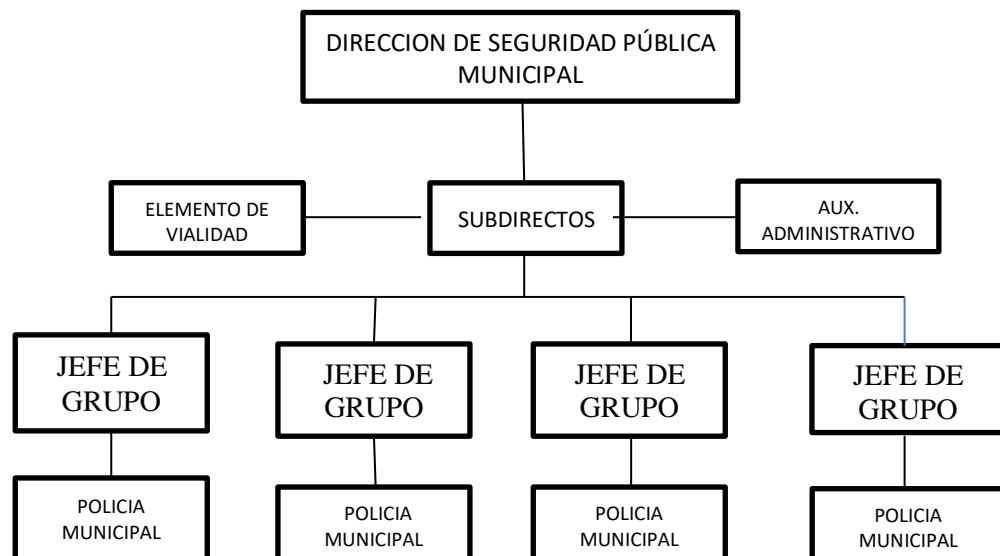 DIRECCION DE SEGURIDAD PÚBLICA
MUNICIPAL
ELEMENTO DE
VIALIDAD
SUBDIRECTOS
AUX.
ADMINISTRATIVO
JEFE DE
GRUPO
JEFE DE
GRUPO
JEFE DE
GRUPO
JEFE DE
GRUPO
POLICIA
MUNICIPAL
POLICIA
MUNICIPAL
POLICIA
MUNICIPAL
POLICIA
MUNICIPAL